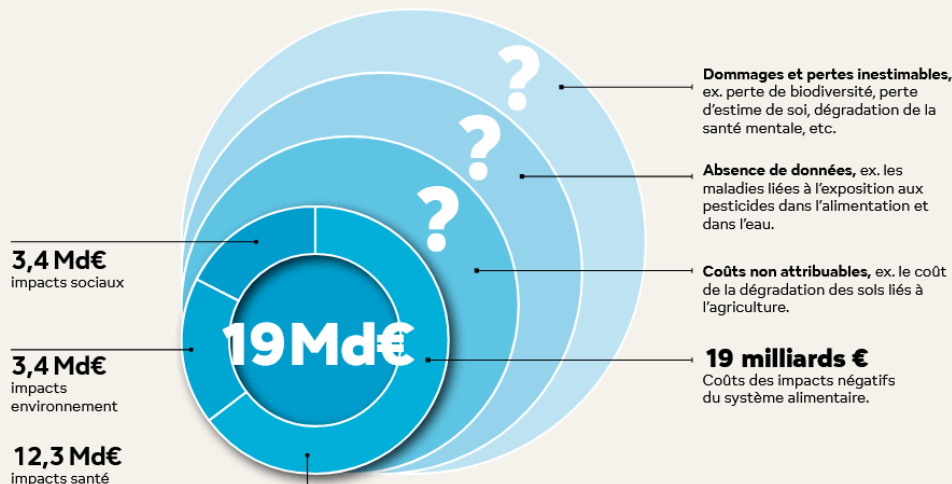 ?
?
?
Dommages et pertes inestimables,
ex. perte de biodiversité, perte
d'estime de soi, dégradation de la
santé mentale, etc.
Absence de données, ex. les
maladies liées à l'exposition aux
pesticides dans l'alimentation et
dans l'eau.
Coûts non attribuables, ex. le coût
de la dégradation des sols liés à
l'agriculture.
19 milliards €
Coûts des impacts négatifs
du système alimentaire.
3,4 Md€
impacts sociaux
19Md€
3,4 Md€
impacts
environnement
12,3 Md€
impacts santé